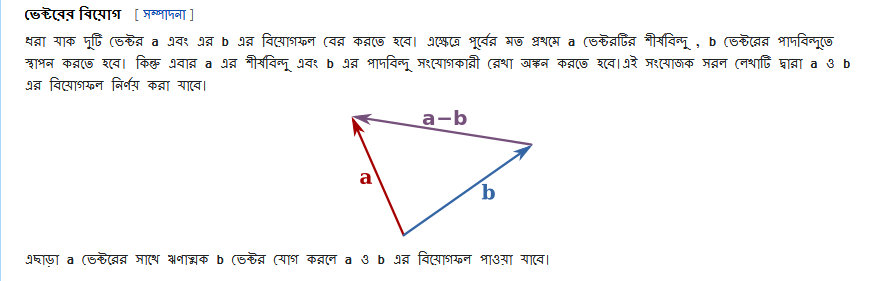 ভেক্টরের বিয়োগ [ সম্পাদনা ]
ধরা যাক দুটি ভেক্টর a এবং এর b এর বিয়োগফল বের করতে হবে। এক্ষেত্রে পূর্বের মত প্রথমে a ভেক্টরটির শীর্ষবিন্দু , b ভেক্টরের পাদবিন্দুতে
স্থাপন করতে হবে। কিন্তু এবার a এর শীর্ষবিন্দু এবং b এর পাদবিন্দু সংযোগকারী রেখা অঙ্কন করতে হবে।এই সংযোজক সরল লেখাটি দ্বারা a ও b
এর বিয়োগফল নির্ণয় করা যাবে।
a−b
a
b
এছাড়া a ভেক্টরের সাথে ঋণাত্মক b ভেক্টর যোগ করলে a ও b এর বিয়োগফল পাওয়া যাবে।